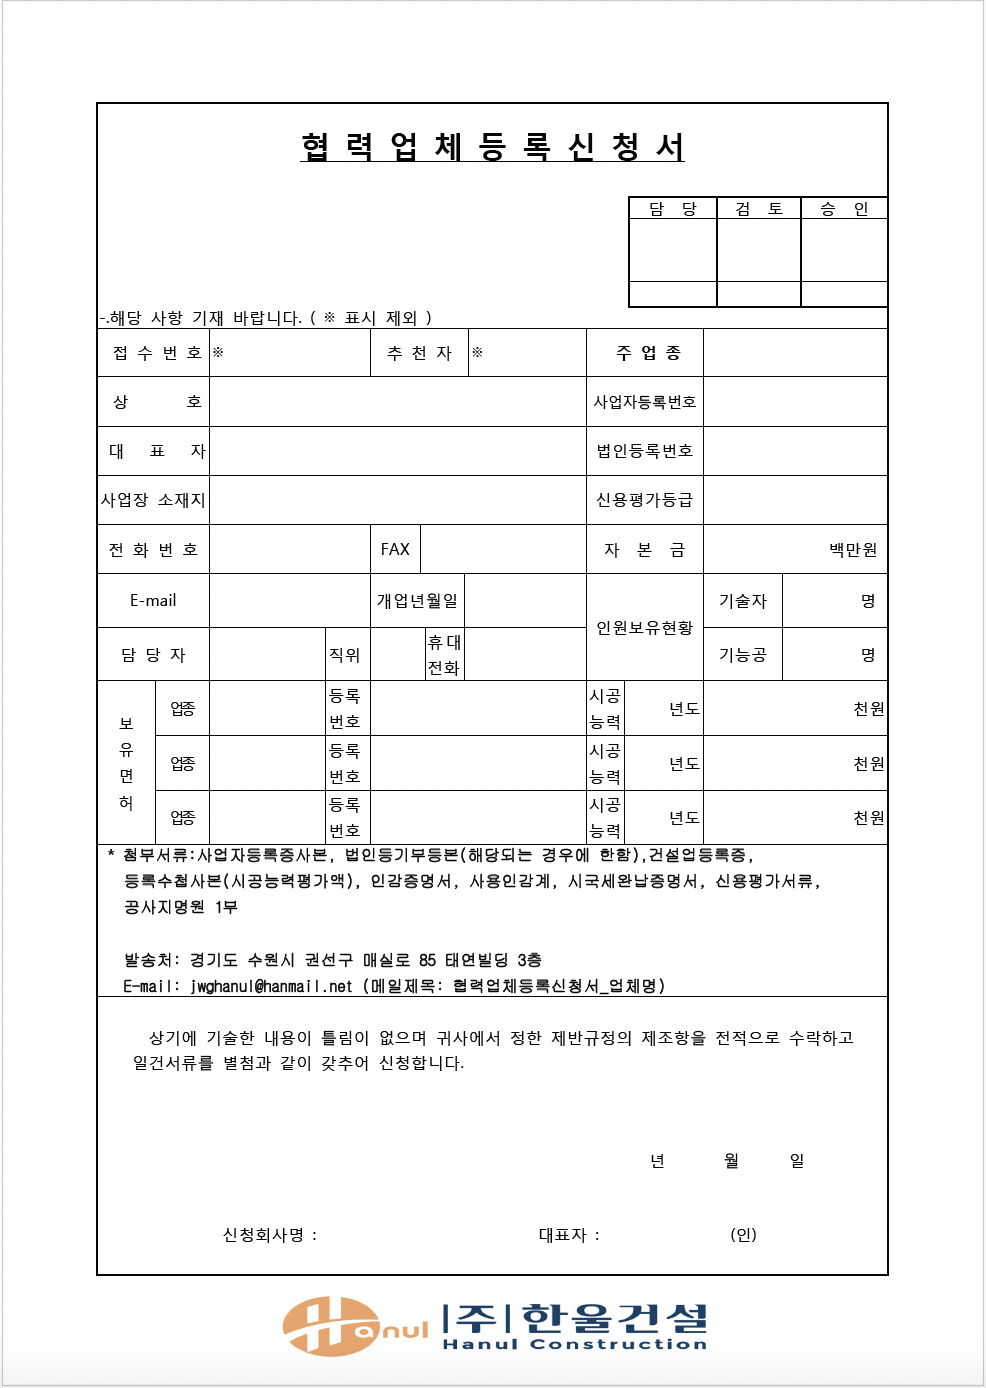 협 력 업 체 등 록 신 청 서
담 당 검 토 승 인
-.해당 사항 기재 바랍니다. ( ※ 표시 제외 )
접 수 번 호 ※ 추 천 자 ※ 주 업 종
상 호 사업자등록번호
대 표 자 법인등록번호
사업장 소재지 신용평가등급
전 화 번 호 FAX 자 본 금 백만원
E-mail 개업년월일 인원보유현황 기술자 명
담 당 자 직위 휴대전화 기능공 명
보유면허
업종 등록번호 시공능력 년도 천원
업종 등록번호 시공능력 년도 천원
업종 등록번호 시공능력 년도 천원
* 첨부서류:사업자등록증사본, 법인등기부등본(해당되는 경우에 한함),건설업등록증,
등록수첩사본(시공능력평가액), 인감증명서, 사용인감계, 시국세완납증명서, 신용평가서류,
공사지명원 1부
발송처: 경기도 수원시 권선구 매실로 85 태연빌딩 3층
E-mail: jwghanul@hanmail.net (메일제목: 협력업체등록신청서_업체명)
상기에 기술한 내용이 틀림이 없으며 귀사에서 정한 제반규정의 제조항을 전적으로 수락하고
일건서류를 별첨과 같이 갖추어 신청합니다.
년 월 일
신청회사명 : 대표자 : (인)
Hanul |주|한울건설
Hanul Construction